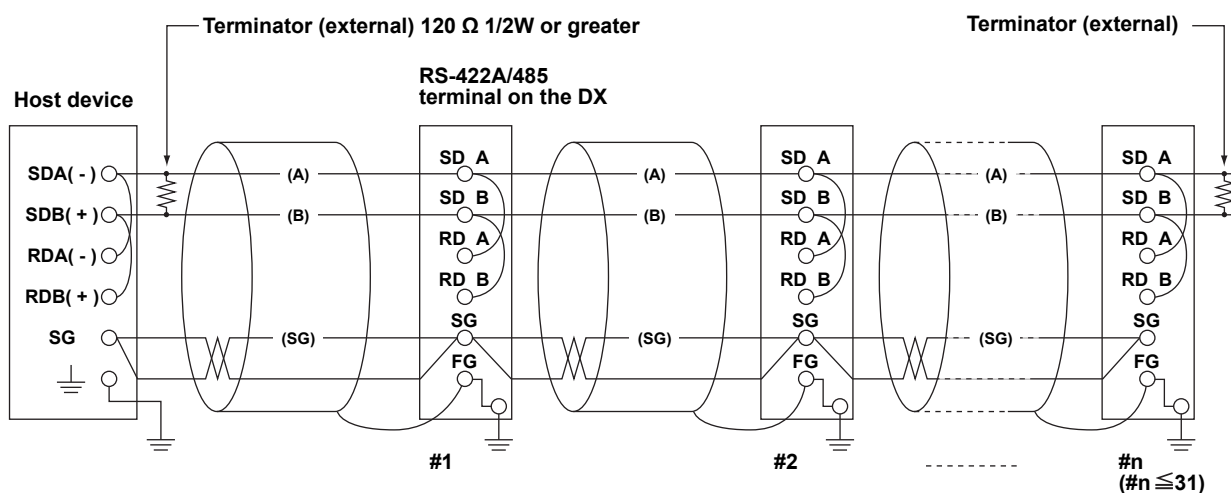 Terminator (external) 120 Ω 1/2W or greater
Terminator (external)
RS-422A/485
terminal on the DX
Host device
SDA( - )
SDB( + )
RDA( - )
RDB( + )
SG
(A)
(B)
(SG)
SD A
SD B
RD A
RD B
SG
FG
#1
(A)
(B)
(SG)
SD A
SD B
RD A
RD B
SG
FG
#2
(A)
(B)
(SG)
SD A
SD B
RD A
RD B
SG
FG
#n
(#n ≦31)